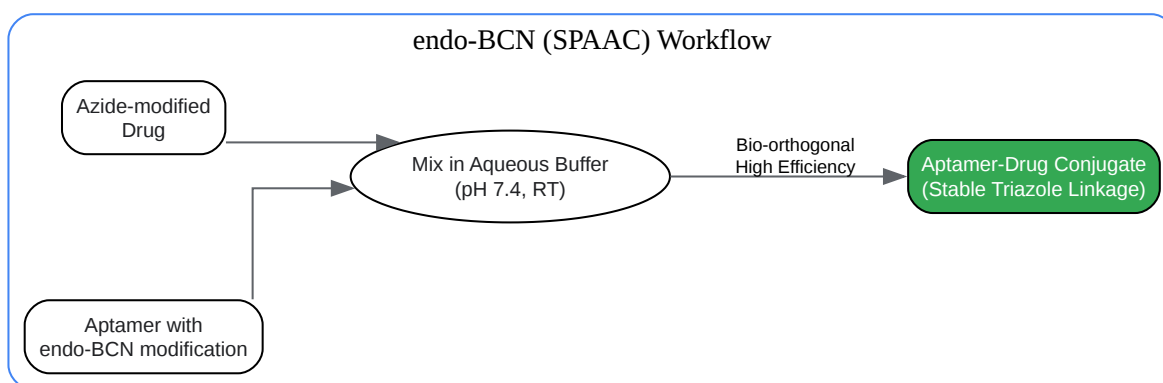 endo-BCN (SPAAC) Workflow
Azide-modified
Drug
Mix in Aqueous Buffer
(pH 7.4, RT)
Bio-orthogonal
High Efficiency
Aptamer-Drug Conjugate
(Stable Triazole Linkage)
Aptamer with
endo-BCN modification